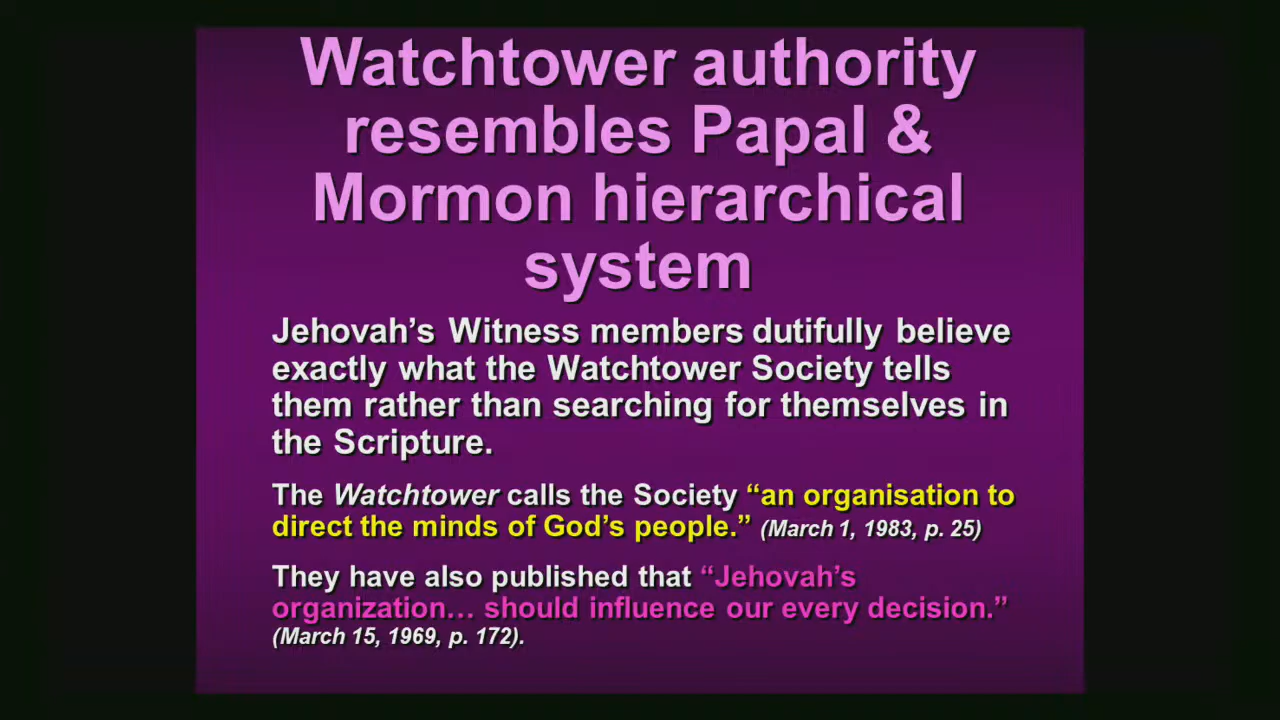 Watchtower authority
resembles Papal &
Mormon hierarchical
system
Jehovah’s Witness members dutifully believe
exactly what the Watchtower Society tells
them rather than searching for themselves in
the Scripture.
The Watchtower calls the Society “an organisation to
direct the minds of God’s people.” (March 1, 1983, p. 25)
They have also published that “Jehovah’s
organization… should influence our every decision.”
(March 15, 1969, p. 172).